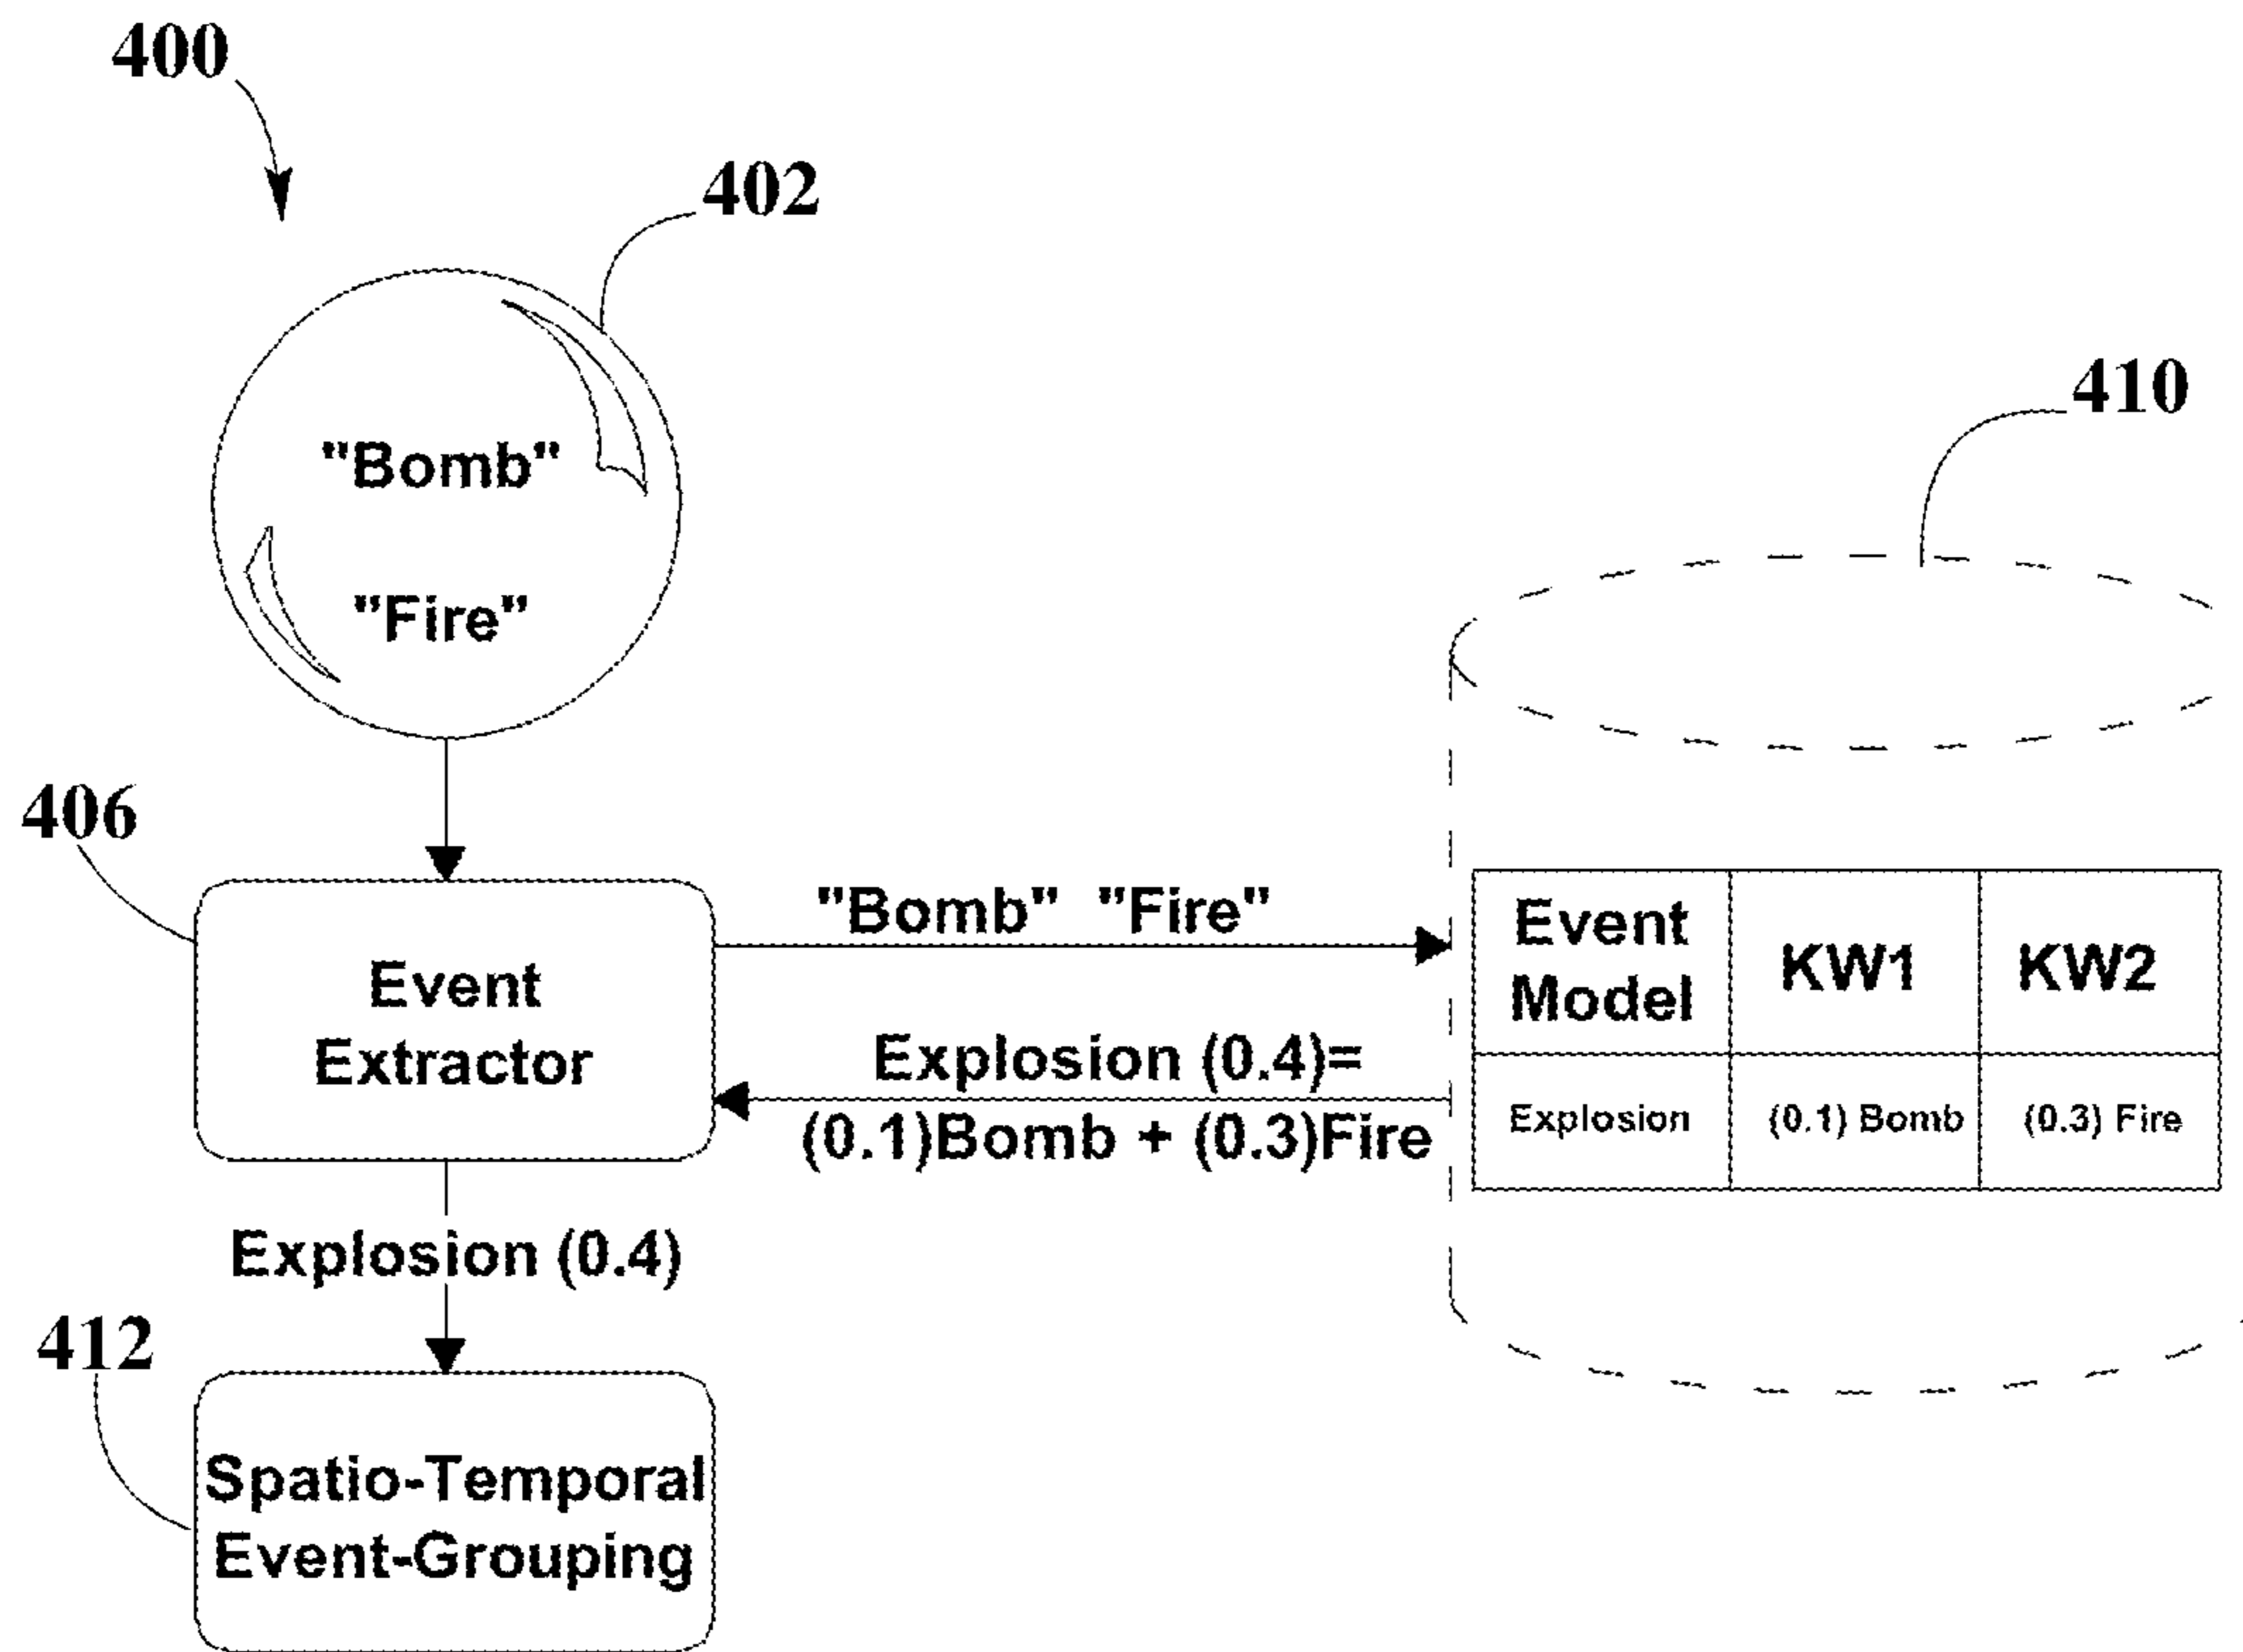 400
402
"Bomb"
"Fire"
410
406
Event
Extractor
"Bomb" "Fire"
Explosion (0.4)=
(0.1)Bomb + (0.3)Fire
Event
Model
KW1
KW2
Explosion
(0.1) Bomb
(0.3) Fire
Explosion (0.4)
412
Spatio-Temporal
Event-Grouping